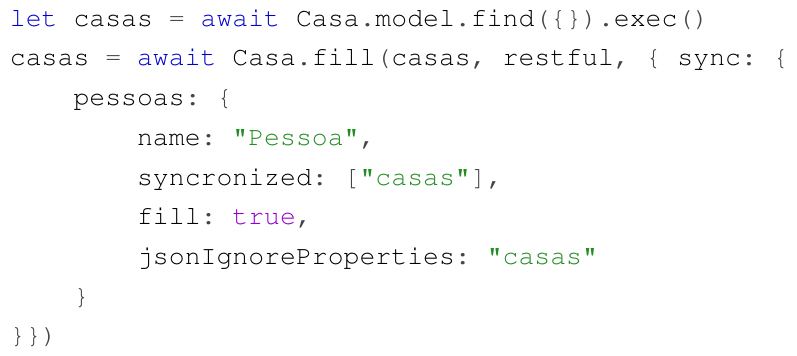 let casas = await Casa.model.find({}).exec()
casas = await Casa.fill(casas, restful, { sync: {
    pessoas: {
        name: "Pessoa",
        syncronized: ["casas"],
        fill: true,
        jsonIgnoreProperties: "casas"
    }
}})